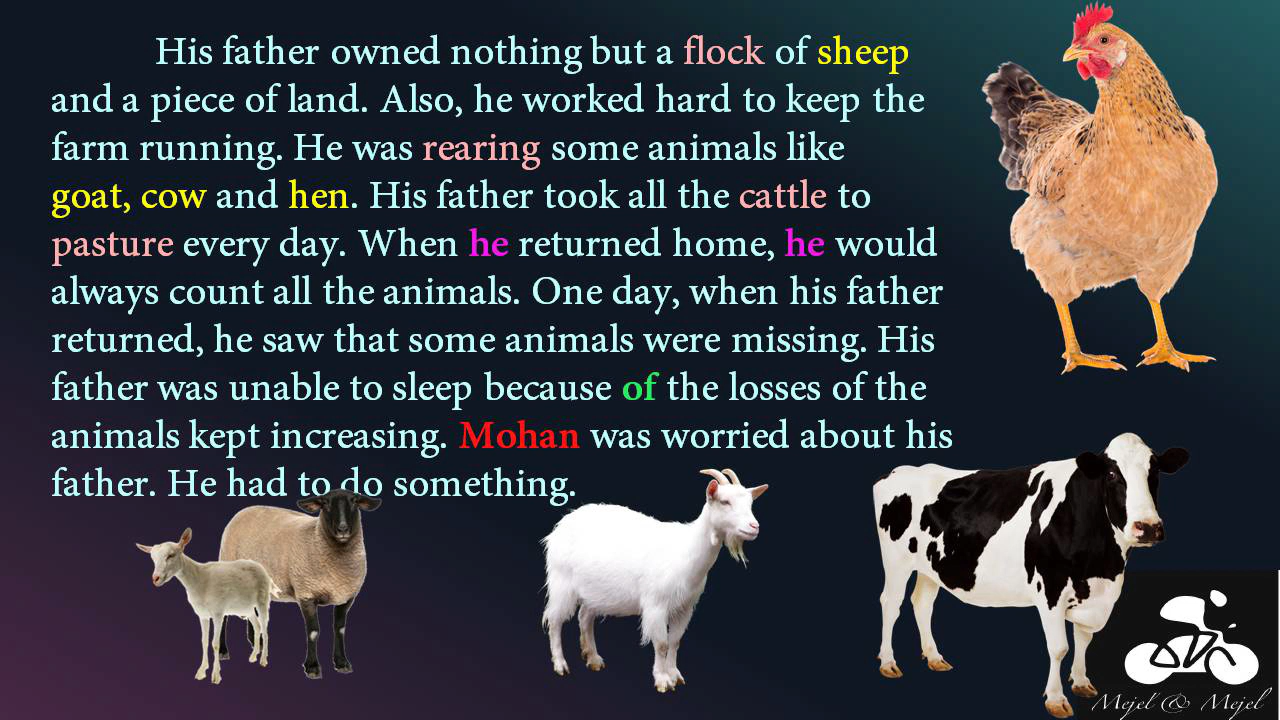 His father owned nothing but a flock of sheep
and a piece of land. Also, he worked hard to keep the
farm running. He was rearing some animals like
goat, cow and hen. His father took all the cattle to
pasture every day. When he returned home, he would
always count all the animals. One day, when his father
returned, he saw that some animals were missing. His
father was unable to sleep because of the losses of the
animals kept increasing. Mohan was worried about his
father. He had to do something.
Mejel & Mejel